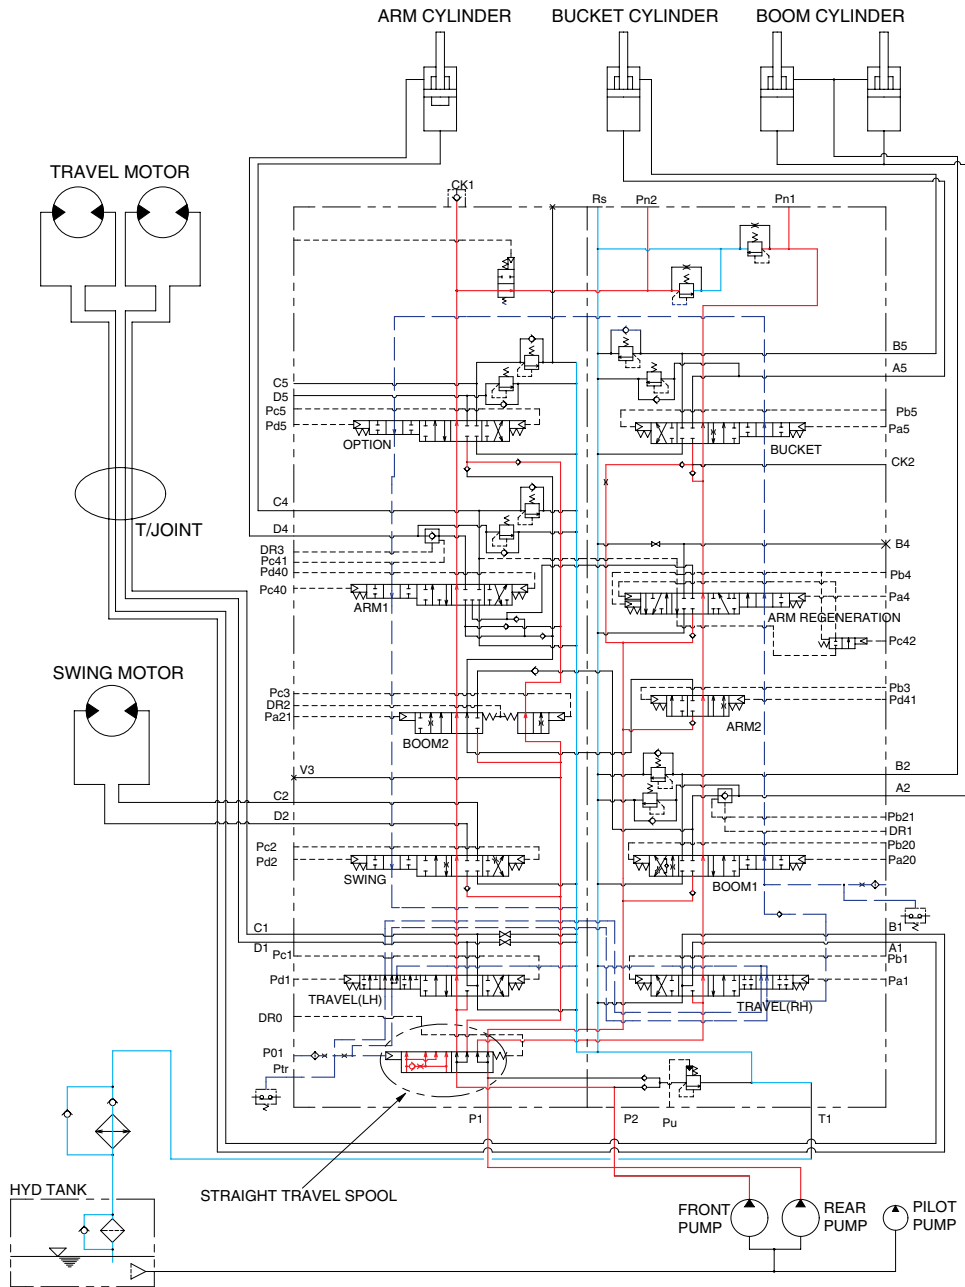 ARM CYLINDER
BUCKET CYLINDER
BOOM CYLINDER
TRAVEL MOTOR
CK1
Rs
Pn2
Pn1
B5
A5
C5
D5
Pc5
Pd5
OPTION
Pb5
Pa5
BUCKET
CK2
T/JOINT
C4
D4
DR3
Pc41
Pd40
Pc40
ARM1
B4
Pb4
Pa4
ARM REGENERATION
Pc42
SWING MOTOR
Pc3
DR2
Pa21
BOOM2
Pb3
Pd41
ARM2
V3
B2
C2
A2
D2
Pb21
DR1
Pc2
Pb20
Pd2
Pa20
SWING
BOOM1
C1
B1
D1
A1
Pc1
Pb1
Pd1
Pa1
TRAVEL(LH)
TRAVEL(RH)
DR0
P01
Ptr
P1
P2
Pu
T1
HYD TANK
STRAIGHT TRAVEL SPOOL
FRONT
PUMP
REAR
PUMP
PILOT
PUMP